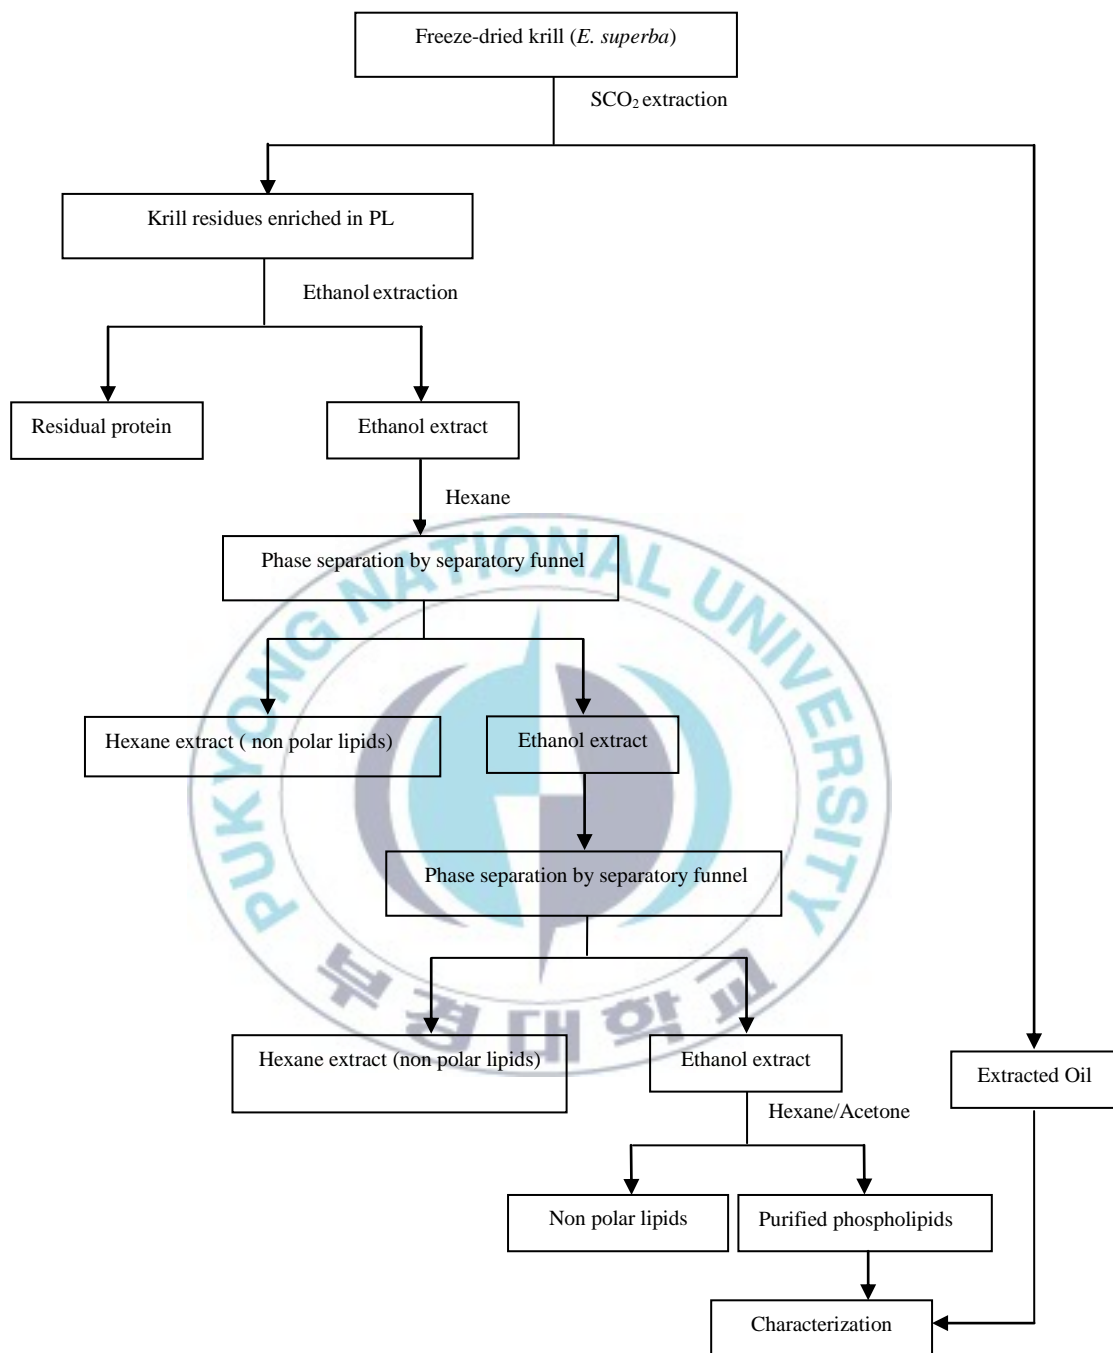 Freeze-dried krill (E. superba)
SCO₂ extraction
Krill residues enriched in PL
Ethanol extraction
Residual protein
Ethanol extract
Hexane
Phase separation by separatory funnel
Hexane extract ( non polar lipids)
Ethanol extract
Phase separation by separatory funnel
Hexane extract (non polar lipids)
Ethanol extract
Extracted Oil
Hexane/Acetone
Non polar lipids
Purified phospholipids
Characterization
PUKYONG NATIONAL UNIVERSITY
부경대학교